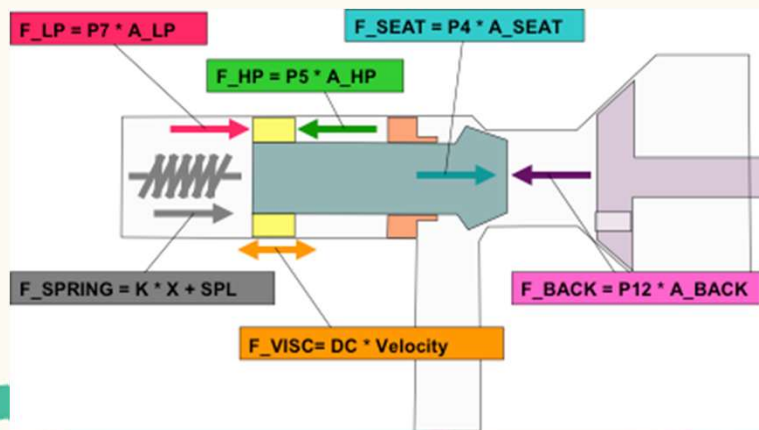 F_LP = P7 * A_LP
F_SEAT = P4 * A_SEAT
F_HP = P5 * A_HP
F_SPRING = K * X + SPL
F_BACK = P12 * A_BACK
F_VISC= DC * Velocity